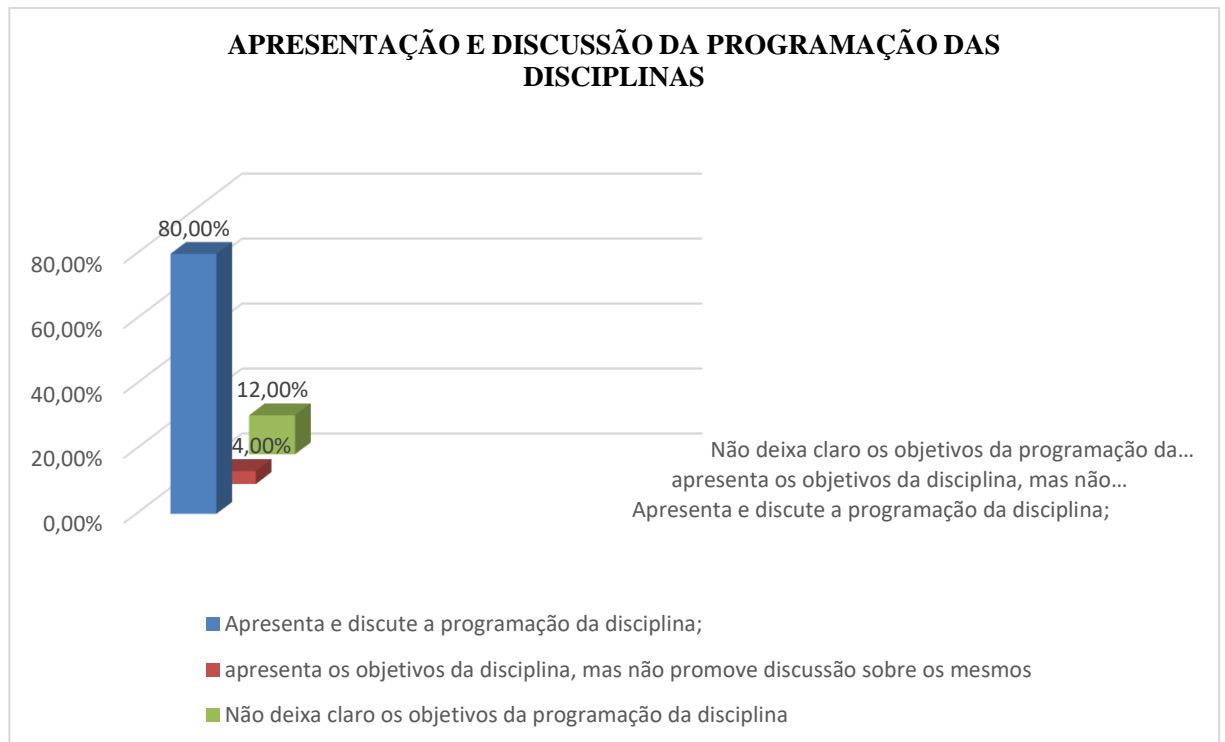 APRESENTAÇÃO E DISCUSSÃO DA PROGRAMAÇÃO DAS
DISCIPLINAS
80,00%
80,00%
60,00%
40,00%
12,00%
4,00%
20,00%
0,00%
Não deixa claro os objetivos da programação da...
apresenta os objetivos da disciplina, mas não...
Apresenta e discute a programação da disciplina;
Apresenta e discute a programação da disciplina;
apresenta os objetivos da disciplina, mas não promove discussão sobre os mesmos
Não deixa claro os objetivos da programação da disciplina